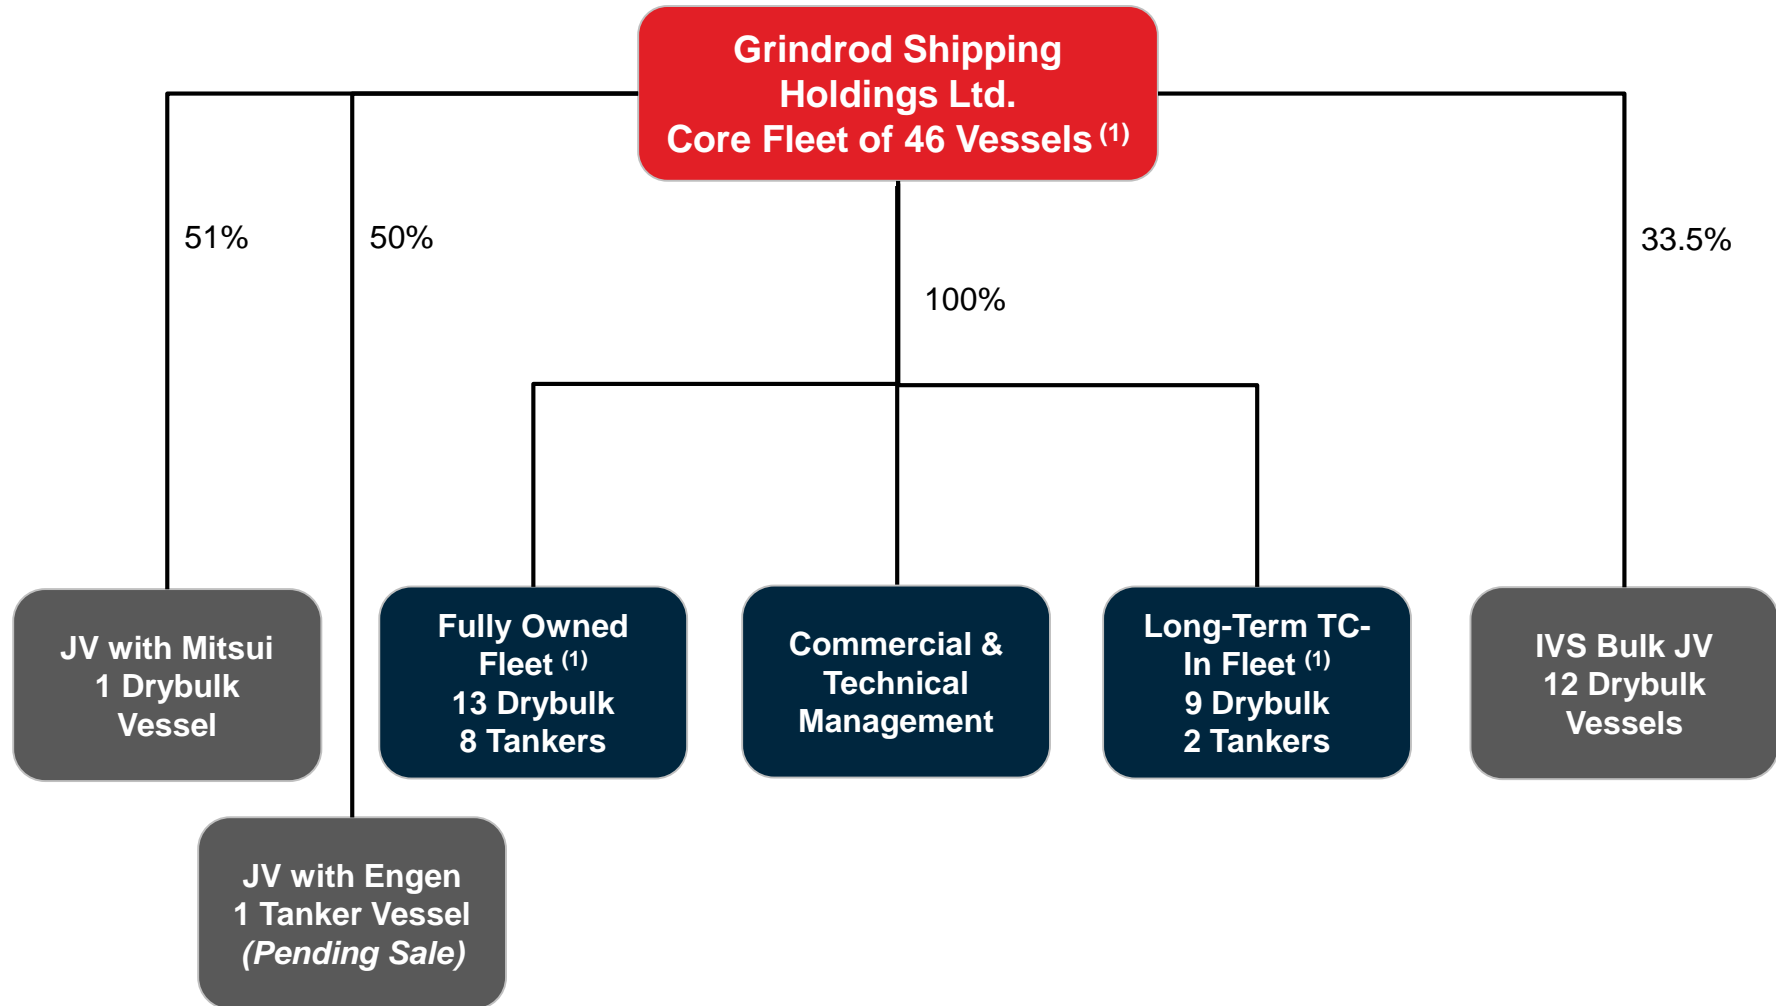 Grindrod Shipping
Holdings Ltd.
Core Fleet of 46 Vessels (1)
51%
50%
100%
33.5%
JV with Mitsui
1 Drybulk
Vessel
Fully Owned
Fleet (1)
13 Drybulk
8 Tankers
Commercial &
Technical
Management
Long-Term TC-
In Fleet (1)
9 Drybulk
2 Tankers
IVS Bulk JV
12 Drybulk
Vessels
JV with Engen
1 Tanker Vessel
(Pending Sale)